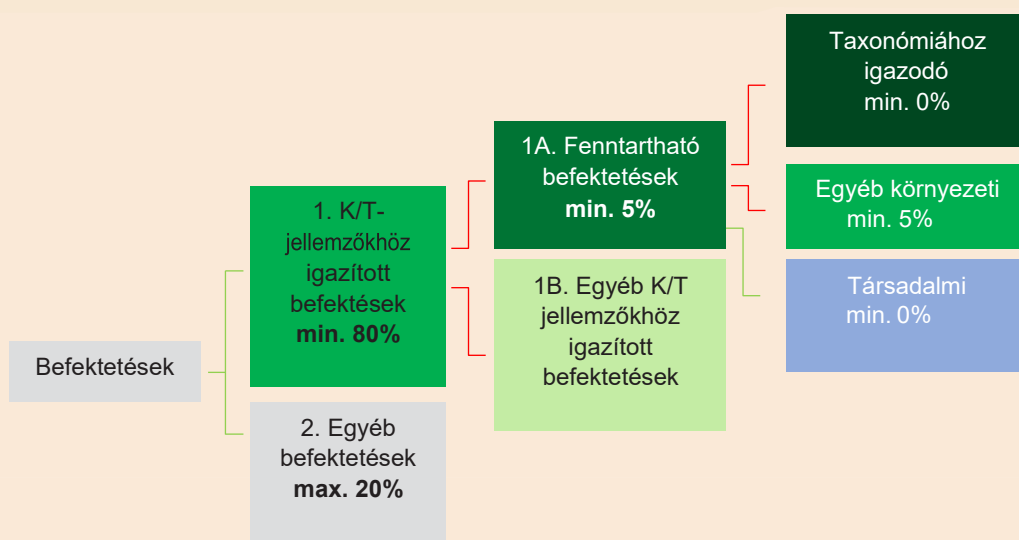 Befektetések
1. K/T-
jellemzőkhöz
igazított
befektések
min. 80%
2. Egyéb
befektetések
max. 20%
1A. Fenntartható
befektetések
min. 5%
1B. Egyéb K/T
jellemzőkhöz
igazított
befektetések
Taxonómiához
igazodó
min. 0%
Egyéb környezeti
min. 5%
Társadalmi
min. 0%